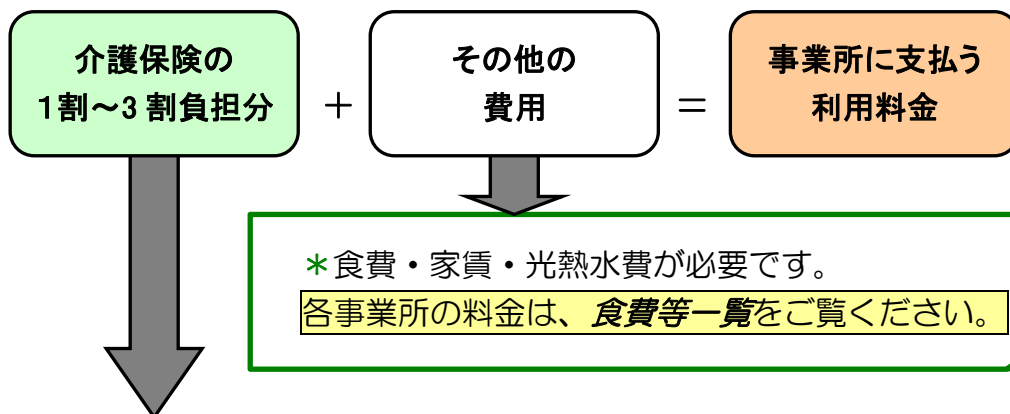 介護保険の
1割～3割負担分
+
その他の
費用
=
事業所に支払う
利用料金
＊食費・家賃・光熱水費が必要です。
各事業所の料金は、食費等一覧をご覧ください。